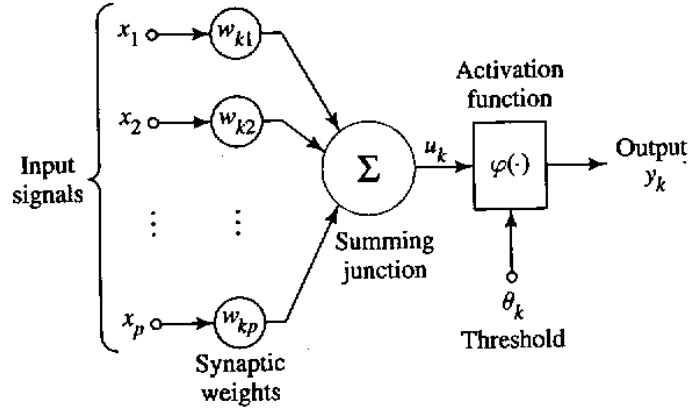 x1
wk1
Activation
function
x2
wk2
Input
signals
Σ
uk
φ(·)
Output
yk
Summing
junction
θk
Threshold
xp
wkp
Synaptic
weights